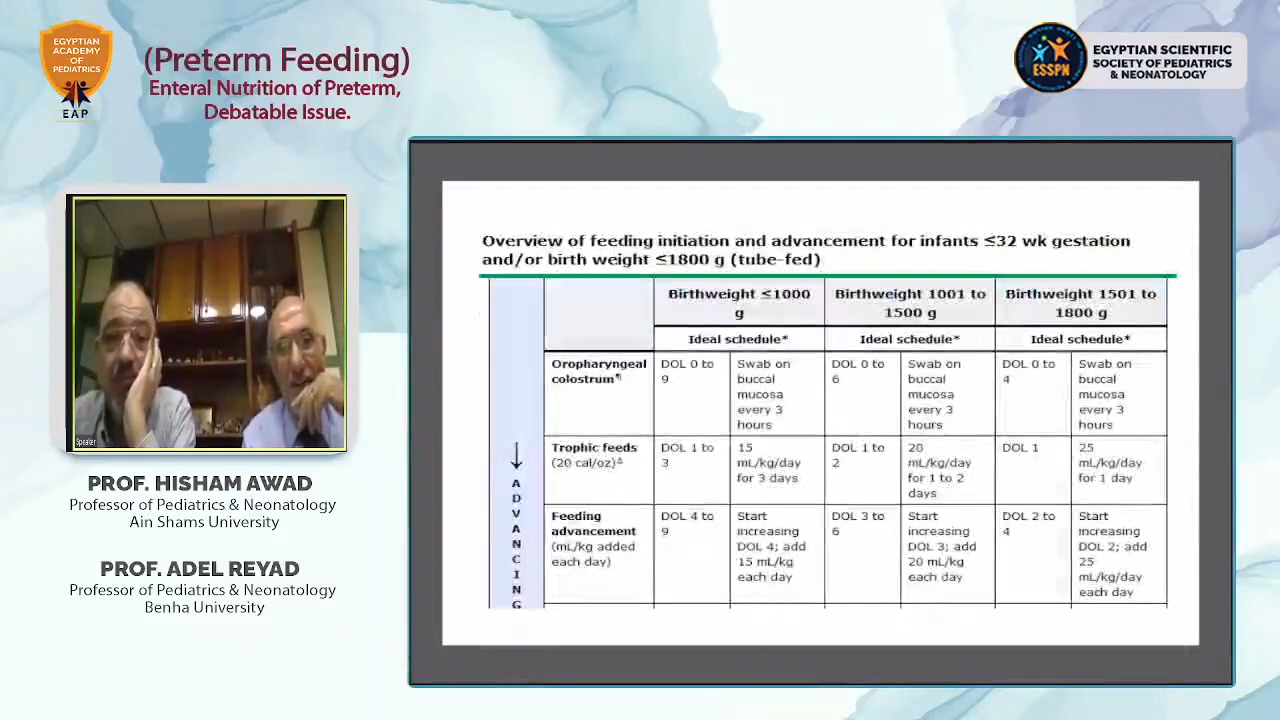 EGYPTIAN
ACADEMY
OF
PEDIATRICS
EAP
(Preterm Feeding)
Enteral Nutrition of Preterm,
Debatable Issue.
ESSPN
EGYPTIAN SCIENTIFIC
SOCIETY OF PEDIATRICS
& NEONATOLOGY
Speaker
PROF. HISHAM AWAD
Professor of Pediatrics & Neonatology
Ain Shams University
PROF. ADEL REYAD
Professor of Pediatrics & Neonatology
Benha University
Overview of feeding initiation and advancement for infants ≤32 wk gestation
and/or birth weight ≤1800 g (tube-fed)
Birthweight ≤1000
g
Birthweight 1001 to
1500 g
Birthweight 1501 to
1800 g
Ideal schedule*
Ideal schedule*
Ideal schedule*
↓
A
D
V
A
N
C
I
N
G
Oropharyngeal
colostrum¶
DOL 0 to
9
Swab on
buccal
mucosa
every 3
hours
DOL 0 to
6
Swab on
buccal
mucosa
every 3
hours
DOL 0 to
4
Swab on
buccal
mucosa
every 3
hours
Trophic feeds
(20 cal/oz)Δ
DOL 1 to
3
15
mL/kg/day
for 3 days
DOL 1 to
2
20
mL/kg/day
for 1 to 2
days
DOL 1
25
mL/kg/day
for 1 day
Feeding
advancement
(mL/kg added
each day)
DOL 4 to
9
Start
increasing
DOL 4; add
15 mL/kg
each day
DOL 3 to
6
Start
increasing
DOL 3; add
20 mL/kg
each day
DOL 2 to
4
Start
increasing
DOL 2; add
25
mL/kg/day
each day